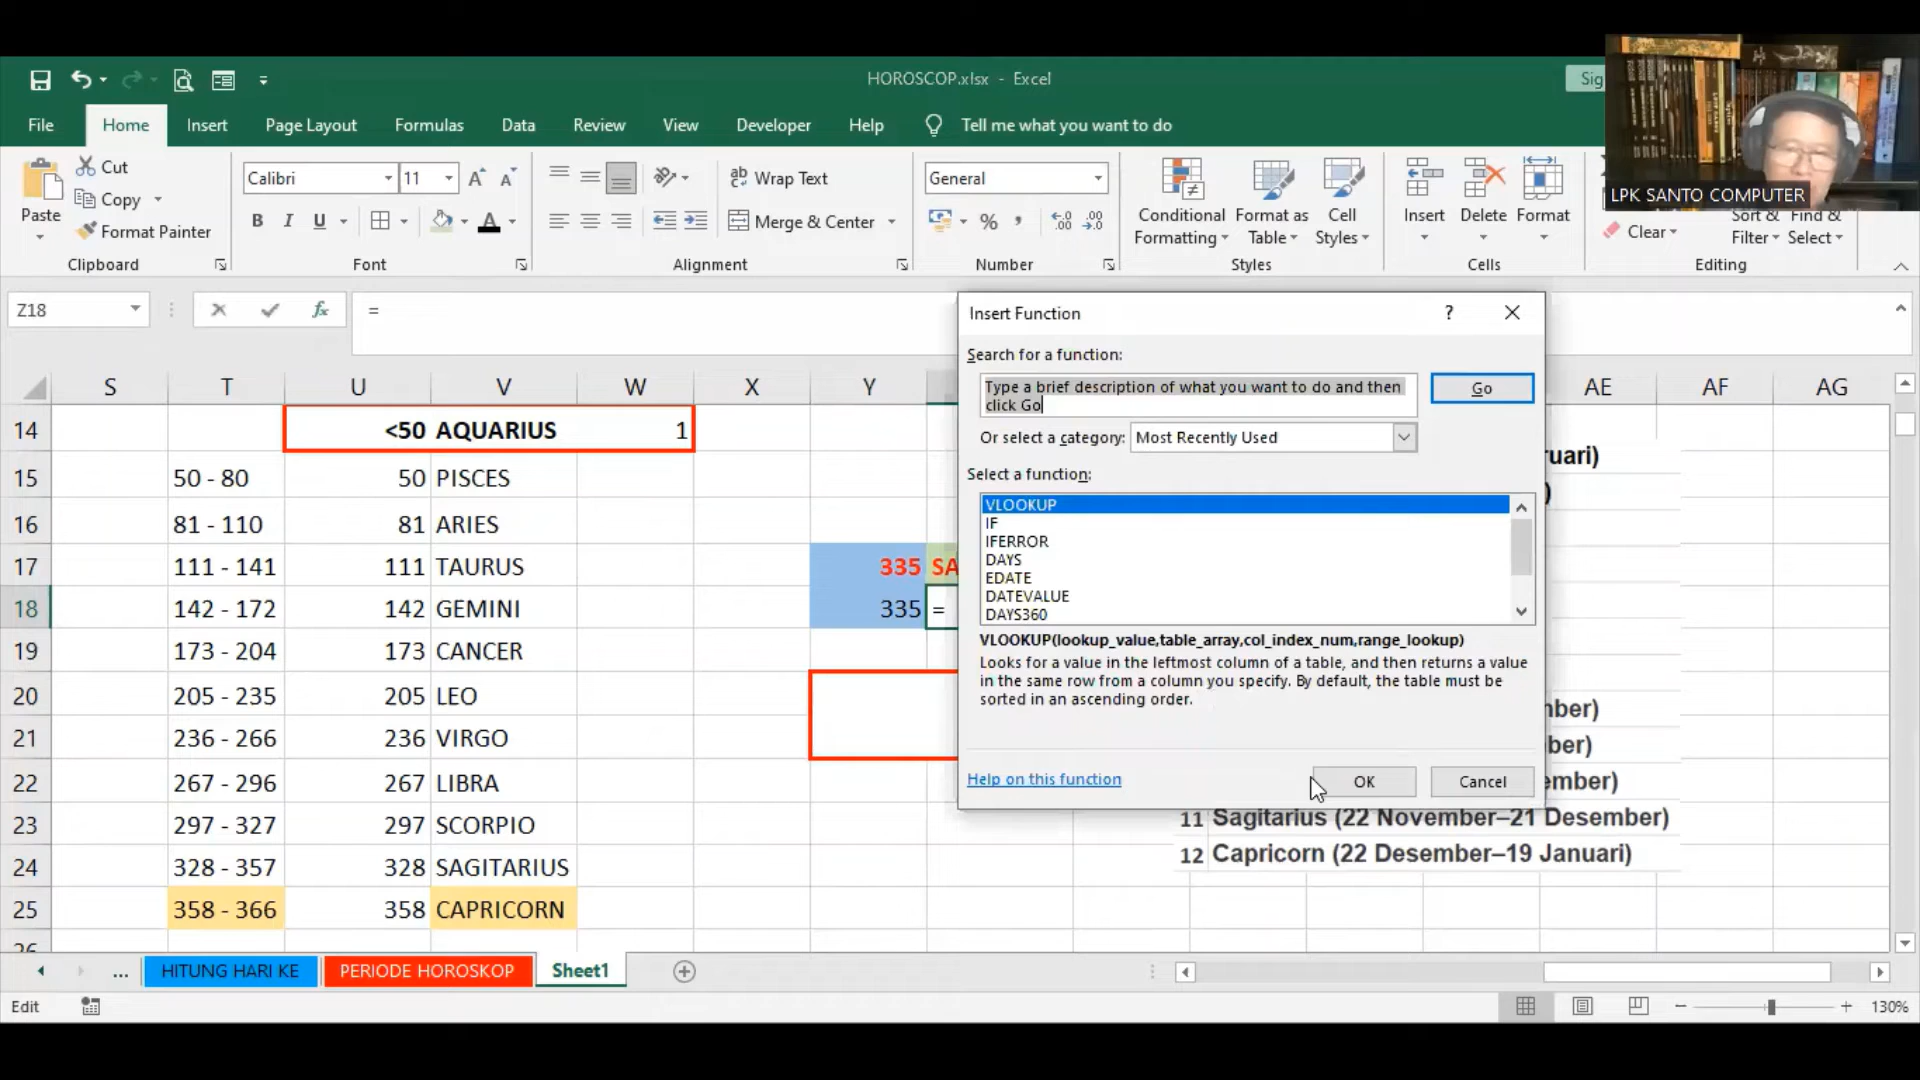 HOROSCOP.xlsx - Excel
Sig
LPK SANTO COMPUTER
File Home Insert Page Layout Formulas Data Review View Developer Help Tell me what you want to do
Paste
Cut
Copy
Format Painter
Clipboard
Calibri 11
B I U A
Font
Wrap Text
Merge & Center
Alignment
General
% ,
Number
Conditional Formatting
Format as Table
Cell Styles
Styles
Insert Delete Format
Cells
Clear
Sort & Filter
Find & Select
Editing
Z18 fx =
S T U V W X Y AE AF AG
14 <50 AQUARIUS 1
15 50 - 80 50 PISCES
16 81 - 110 81 ARIES
17 111 - 141 111 TAURUS 335 SA
18 142 - 172 142 GEMINI 335 =
19 173 - 204 173 CANCER
20 205 - 235 205 LEO
21 236 - 266 236 VIRGO
22 267 - 296 267 LIBRA
23 297 - 327 297 SCORPIO
24 328 - 357 328 SAGITARIUS
25 358 - 366 358 CAPRICORN
26
Insert Function ?
Search for a function:
Type a brief description of what you want to do and then
click Go
Go
Or select a category: Most Recently Used
Select a function:
VLOOKUP
IF
IFERROR
DAYS
EDATE
DATEVALUE
DAYS360
VLOOKUP(lookup_value,table_array,col_index_num,range_lookup)
Looks for a value in the leftmost column of a table, and then returns a value
in the same row from a column you specify. By default, the table must be
sorted in an ascending order.
Help on this function
OK Cancel
ruari)
)
nber)
ber)
ember)
11 Sagitarius (22 November–21 Desember)
12 Capricorn (22 Desember–19 Januari)
... HITUNG HARI KE PERIODE HOROSKOP Sheet1
Edit
130%